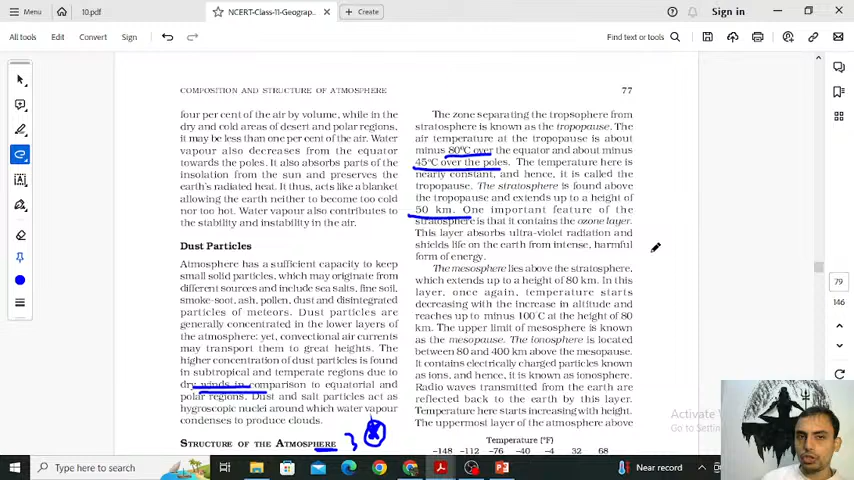 Menu
10.pdf
NCERT-Class-11-Geograp...
Create
Sign in
All tools
Edit
Convert
Sign
Find text or tools
COMPOSITION AND STRUCTURE OF ATMOSPHERE
77
four per cent of the air by volume, while in the
dry and cold areas of desert and polar regions,
it may be less than one per cent of the air. Water
vapour also decreases from the equator
towards the poles. It also absorbs parts of the
insolation from the sun and preserves the
earth's radiated heat. It thus, acts like a blanket
allowing the earth neither to become too cold
nor too hot. Water vapour also contributes to
the stability and instability in the air.
Dust Particles
Atmosphere has a sufficient capacity to keep
small solid particles, which may originate from
different sources and include sea salts, fine soil,
smoke-soot, ash, pollen, dust and disintegrated
particles of meteors. Dust particles are
generally concentrated in the lower layers of
the atmosphere; yet, convectional air currents
may transport them to great heights. The
higher concentration of dust particles is found
in subtropical and temperate regions due to
dry winds in comparison to equatorial and
polar regions. Dust and salt particles act as
hygroscopic nuclei around which water vapour
condenses to produce clouds.
STRUCTURE OF THE ATMOSPHERE
The zone separating the tropsophere from
stratosphere is known as the tropopause. The
air temperature at the tropopause is about
minus 80°C over the equator and about minus
45°C over the poles. The temperature here is
nearly constant, and hence, it is called the
tropopause. The stratosphere is found above
the tropopause and extends up to a height of
50 km. One important feature of the
stratosphere is that it contains the ozone layer.
This layer absorbs ultra-violet radiation and
shields life on the earth from intense, harmful
form of energy.
The mesosphere lies above the stratosphere,
which extends up to a height of 80 km. In this
layer, once again, temperature starts
decreasing with the increase in altitude and
reaches up to minus 100°C at the height of 80
km. The upper limit of mesosphere is known
as the mesopause. The ionosphere is located
between 80 and 400 km above the mesopause.
It contains electrically charged particles known
as ions, and hence, it is known as ionosphere.
Radio waves transmitted from the earth are
reflected back to the earth by this layer.
Temperature here starts increasing with height.
The uppermost layer of the atmosphere above
Temperature [°F]
-148 -112 -76 -40 -4 32 68
79
146
Activate
Go to Setting
Type here to search
Near record